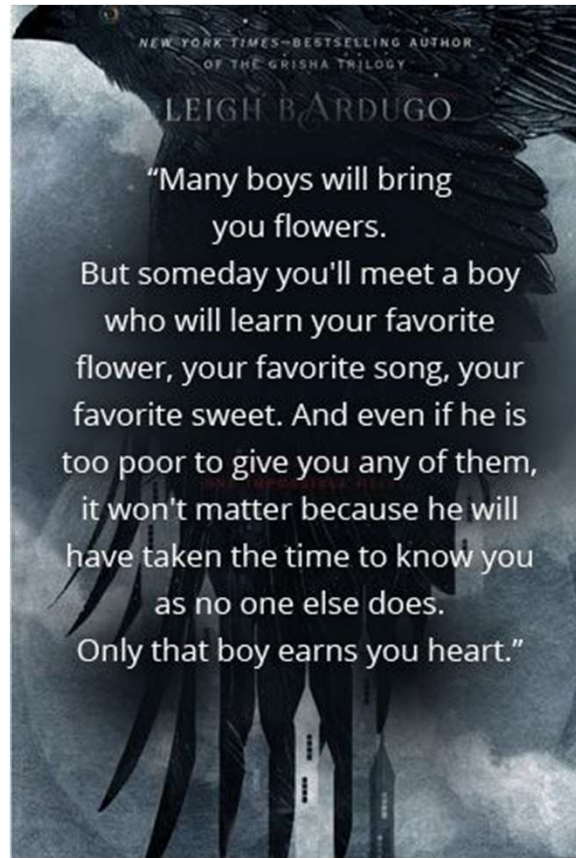 NEW YORK TIMES–BESTSELLING AUTHOR
OF THE GRISHA TRILOGY
LEIGH BARDUGO
“Many boys will bring
you flowers.
But someday you'll meet a boy
who will learn your favorite
flower, your favorite song, your
favorite sweet. And even if he is
too poor to give you any of them,
it won't matter because he will
have taken the time to know you
as no one else does.
Only that boy earns you heart.”